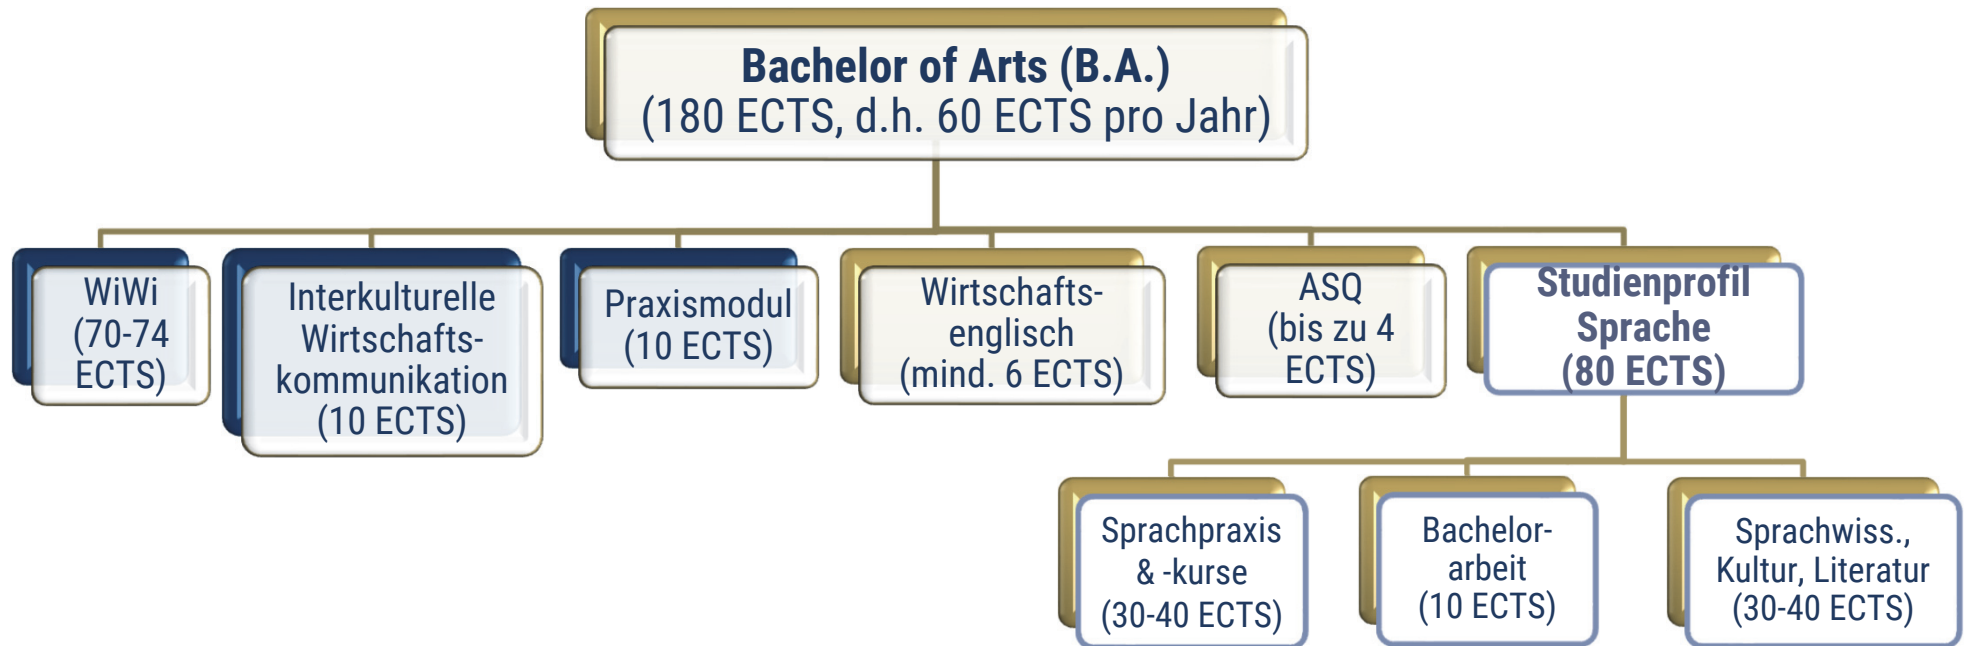 Bachelor of Arts (B.A.)
(180 ECTS, d.h. 60 ECTS pro Jahr)
WiWi
(70-74
ECTS)
Interkulturelle
Wirtschafts-
kommunikation
(10 ECTS)
Praxismodul
(10 ECTS)
Wirtschafts-
englisch
(mind. 6 ECTS)
ASQ
(bis zu 4
ECTS)
Studienprofil
Sprache
(80 ECTS)
Sprachpraxis
& -kurse
(30-40 ECTS)
Bachelor-
arbeit
(10 ECTS)
Sprachwiss.,
Kultur, Literatur
(30-40 ECTS)